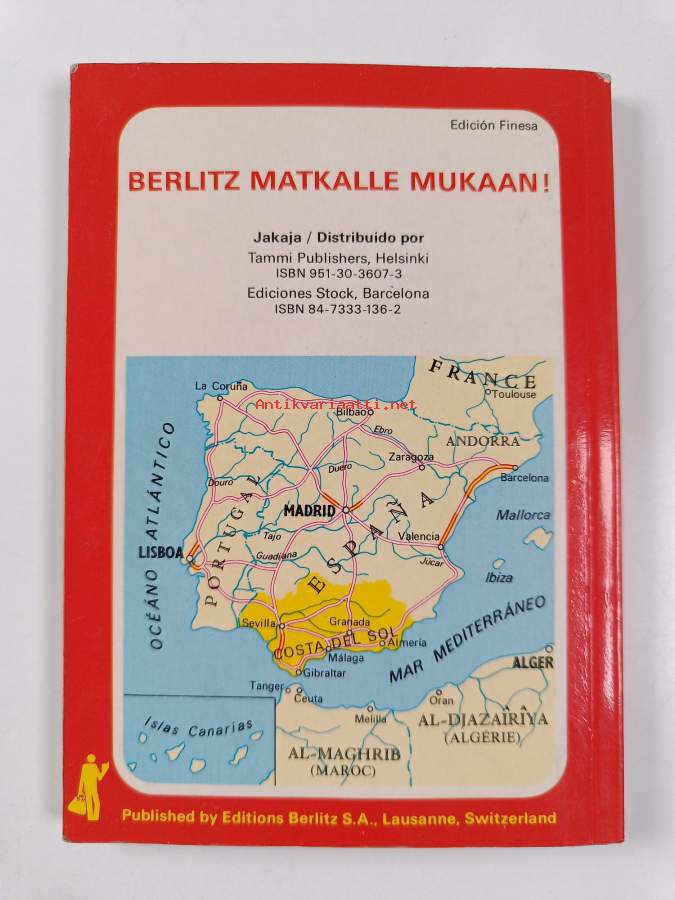 Edición Finesa
BERLITZ MATKALLE MUKAAN!
Jakaja / Distribuido por
Tammi Publishers, Helsinki
ISBN 951-30-3607-3
Ediciones Stock, Barcelona
ISBN 84-7333-136-2
FRANCE
Toulouse
La Coruña
Antikvariaatti.net
Bilbao
Ebro
ANDORRA
Zaragoza
Duero
Barcelona
Douro
OCÉANO ATLÁNTICO
PORTUGAL
MADRID
ESPAÑA
Mallorca
Tajo
Valencia
LISBOA
Guadiana
Júcar
Ibiza
Sevilla
Granada
COSTA DEL SOL
Almería
MAR MEDITERRÁNEO
Málaga
ALGER
Gibraltar
Tanger
Ceuta
Oran
Melilla
Islas Canarias
AL-DJAZAÎRÎYA
(ALGÉRIE)
AL-MAGHRIB
(MAROC)
Published by Editions Berlitz S.A., Lausanne, Switzerland